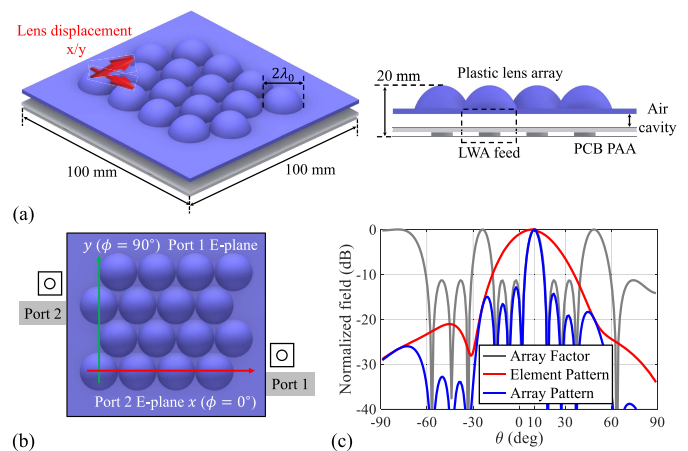 Lens displacement
x/y
2λ₀
100 mm
100 mm
(a)
20 mm
Plastic lens array
Air
cavity
LWA feed
PCB PAA
y (ϕ = 90°) Port 1 E-plane
Port 2
Port 1
Port 2 E-plane x (ϕ = 0°)
(b)
Normalized field (dB)
0
-10
-20
-30
-40
-90
-60
-30
0
10
30
60
90
θ (deg)
Array Factor
Element Pattern
Array Pattern
(c)